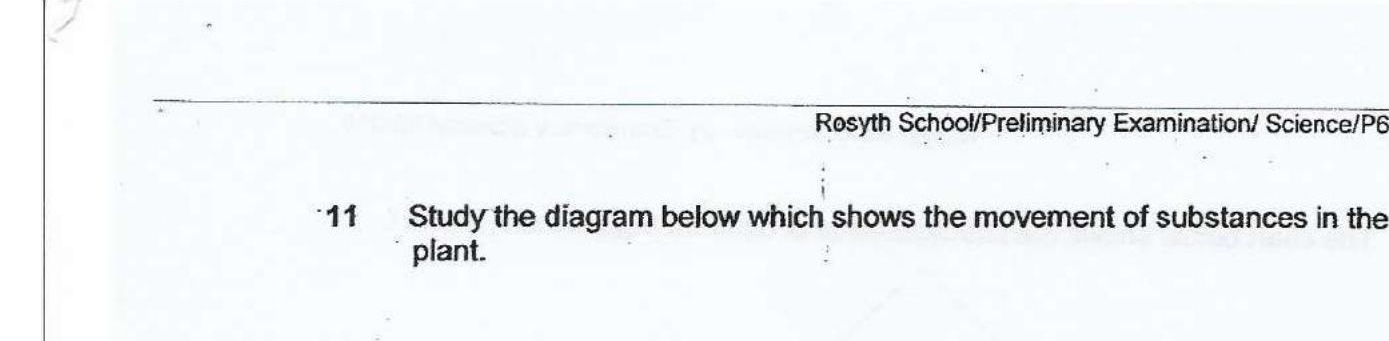 Rosyth School/Preliminary Examination/ Science/P6
11 Study the diagram below which shows the movement of substances in the
plant.